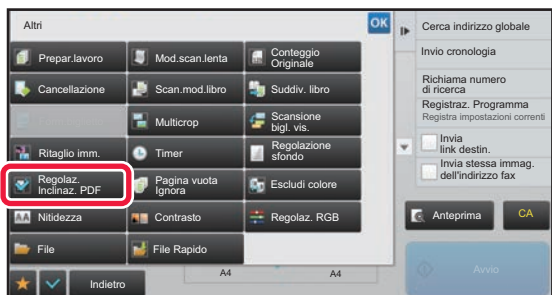 Altri
OK
Prepar.lavoro
Mod.scan.lenta
Conteggio
Originale
Cancellazione
Scan.mod.libro
Suddiv. libro
Multicrop
Scansione
bigl. vis.
Ritaglio imm.
Timer
Regolazione
sfondo
Regolaz.
Inclinaz. PDF
Pagina vuota
Ignora
Escludi colore
AA Nitidezza
Contrasto
Regolaz. RGB
File
File Rapido
Indietro
A4
A4
Cerca indirizzo globale
Invio cronologia
Richiama numero
di ricerca
Registraz. Programma
Registra impostazioni correnti
Invia
link destin.
Invia stessa immag.
dell'indirizzo fax
Anteprima
CA
Avvio